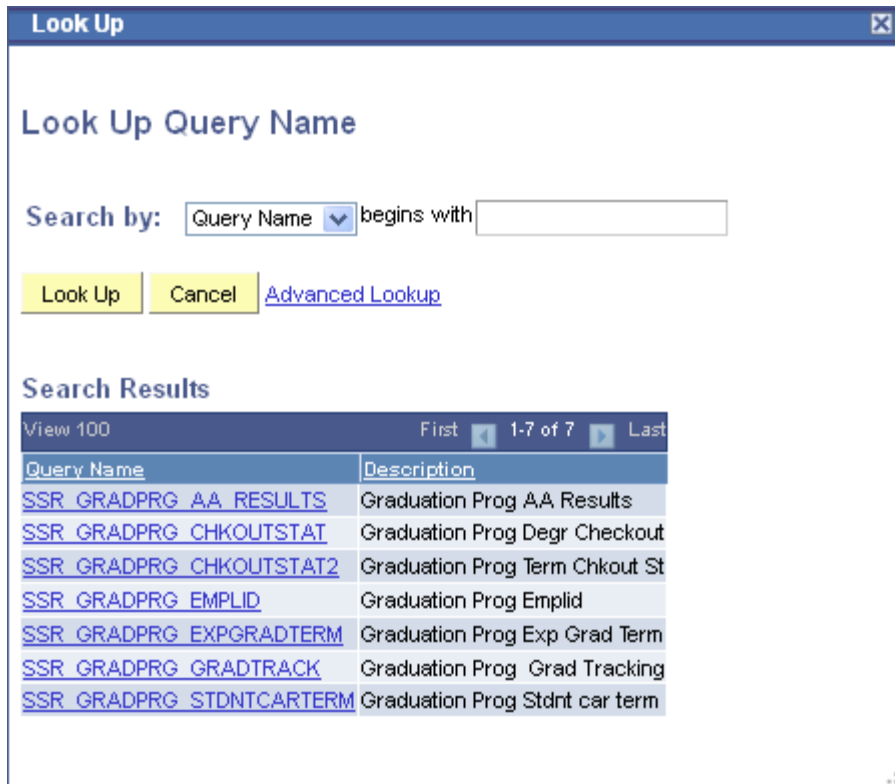 Look Up
Look Up Query Name
Search by: Query Name begins with
Look Up Cancel Advanced Lookup
Search Results
View 100 First 1-7 of 7 Last
Query Name Description
SSR_GRADPRG_AA_RESULTS Graduation Prog AA Results
SSR_GRADPRG_CHKOUTSTAT Graduation Prog Degr Checkout
SSR_GRADPRG_CHKOUTSTAT2 Graduation Prog Term Chkout St
SSR_GRADPRG_EMPLID Graduation Prog Emplid
SSR_GRADPRG_EXPGRADTERM Graduation Prog Exp Grad Term
SSR_GRADPRG_GRADTRACK Graduation Prog  Grad Tracking
SSR_GRADPRG_STDNTCARTERM Graduation Prog Stdnt car term